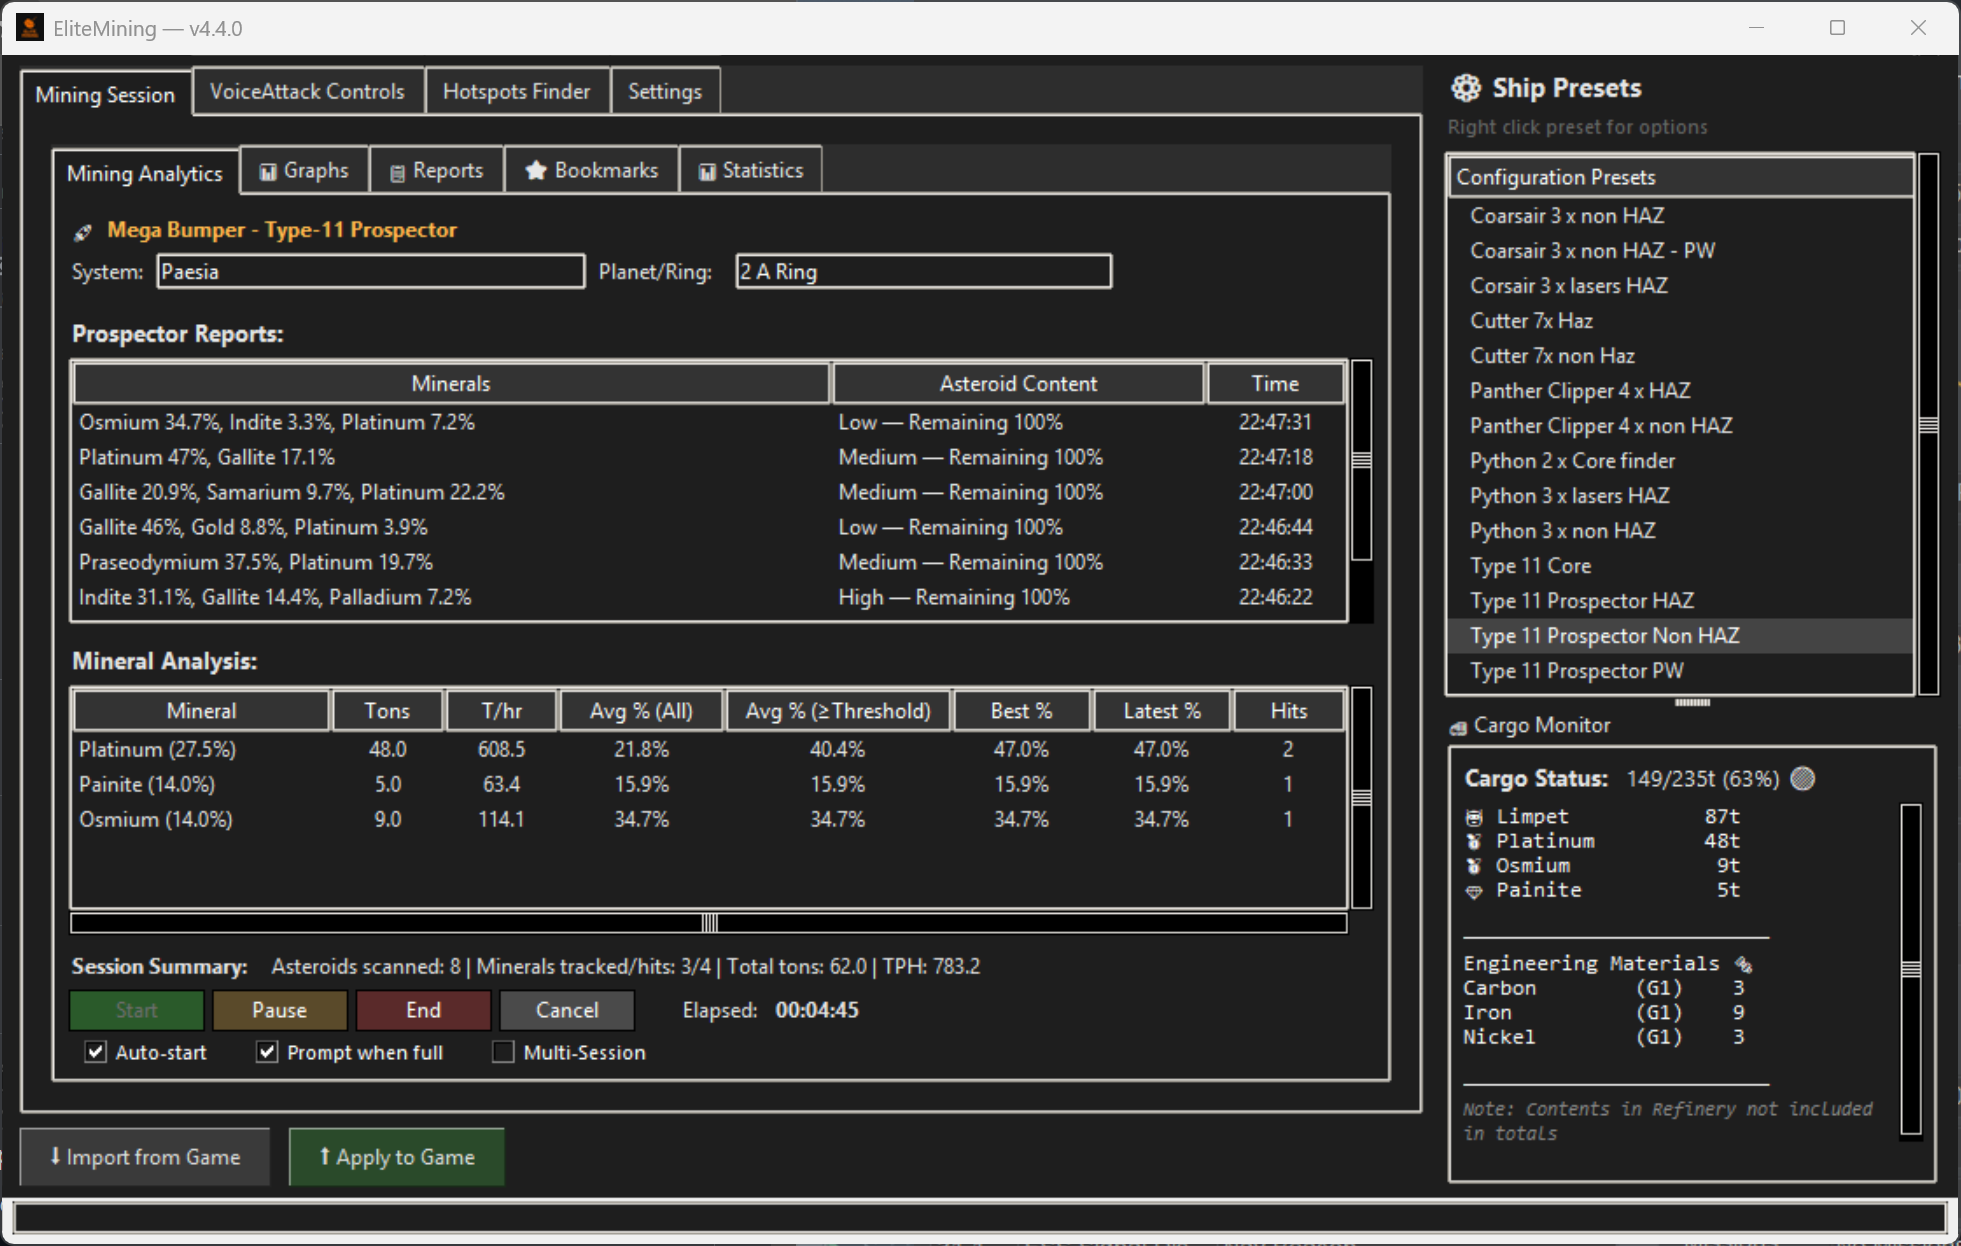 EliteMining — v4.4.0
Mining Session VoiceAttack Controls Hotspots Finder Settings
Mining Analytics Graphs Reports Bookmarks Statistics
Mega Bumper - Type-11 Prospector
System: Paesia Planet/Ring: 2 A Ring
Prospector Reports:
Minerals Asteroid Content Time
Osmium 34.7%, Indite 3.3%, Platinum 7.2% Low — Remaining 100% 22:47:31
Platinum 47%, Gallite 17.1% Medium — Remaining 100% 22:47:18
Gallite 20.9%, Samarium 9.7%, Platinum 22.2% Medium — Remaining 100% 22:47:00
Gallite 46%, Gold 8.8%, Platinum 3.9% Low — Remaining 100% 22:46:44
Praseodymium 37.5%, Platinum 19.7% Medium — Remaining 100% 22:46:33
Indite 31.1%, Gallite 14.4%, Palladium 7.2% High — Remaining 100% 22:46:22
Mineral Analysis:
Mineral Tons T/hr Avg % (All) Avg % (≥Threshold) Best % Latest % Hits
Platinum (27.5%) 48.0 608.5 21.8% 40.4% 47.0% 47.0% 2
Painite (14.0%) 5.0 63.4 15.9% 15.9% 15.9% 15.9% 1
Osmium (14.0%) 9.0 114.1 34.7% 34.7% 34.7% 34.7% 1
Session Summary: Asteroids scanned: 8 | Minerals tracked/hits: 3/4 | Total tons: 62.0 | TPH: 783.2
Start Pause End Cancel Elapsed: 00:04:45
Auto-start Prompt when full Multi-Session
⬇ Import from Game ⬆ Apply to Game
Ship Presets
Right click preset for options
Configuration Presets
Coarsair 3 x non HAZ
Coarsair 3 x non HAZ - PW
Corsair 3 x lasers HAZ
Cutter 7x Haz
Cutter 7x non Haz
Panther Clipper 4 x HAZ
Panther Clipper 4 x non HAZ
Python 2 x Core finder
Python 3 x lasers HAZ
Python 3 x non HAZ
Type 11 Core
Type 11 Prospector HAZ
Type 11 Prospector Non HAZ
Type 11 Prospector PW
Cargo Monitor
Cargo Status: 149/235t (63%)
Limpet 87t
Platinum 48t
Osmium 9t
Painite 5t
Engineering Materials
Carbon (G1) 3
Iron (G1) 9
Nickel (G1) 3
Note: Contents in Refinery not included
in totals